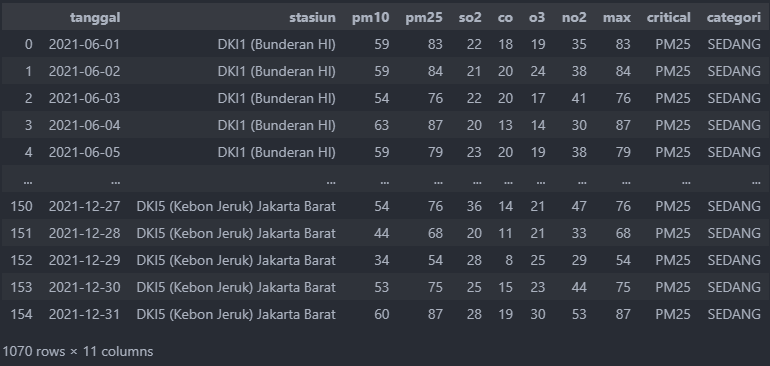 tanggal stasiun pm10 pm25 so2 co o3 no2 max critical categori
0 2021-06-01 DKI1 (Bunderan HI) 59 83 22 18 19 35 83 PM25 SEDANG
1 2021-06-02 DKI1 (Bunderan HI) 59 84 21 20 24 38 84 PM25 SEDANG
2 2021-06-03 DKI1 (Bunderan HI) 54 76 22 20 17 41 76 PM25 SEDANG
3 2021-06-04 DKI1 (Bunderan HI) 63 87 20 13 14 30 87 PM25 SEDANG
4 2021-06-05 DKI1 (Bunderan HI) 59 79 23 20 19 38 79 PM25 SEDANG
... ... ... ... ... ... ... ... ... ... ... ...
150 2021-12-27 DKI5 (Kebon Jeruk) Jakarta Barat 54 76 36 14 21 47 76 PM25 SEDANG
151 2021-12-28 DKI5 (Kebon Jeruk) Jakarta Barat 44 68 20 11 21 33 68 PM25 SEDANG
152 2021-12-29 DKI5 (Kebon Jeruk) Jakarta Barat 34 54 28 8 25 29 54 PM25 SEDANG
153 2021-12-30 DKI5 (Kebon Jeruk) Jakarta Barat 53 75 25 15 23 44 75 PM25 SEDANG
154 2021-12-31 DKI5 (Kebon Jeruk) Jakarta Barat 60 87 28 19 30 53 87 PM25 SEDANG
1070 rows × 11 columns